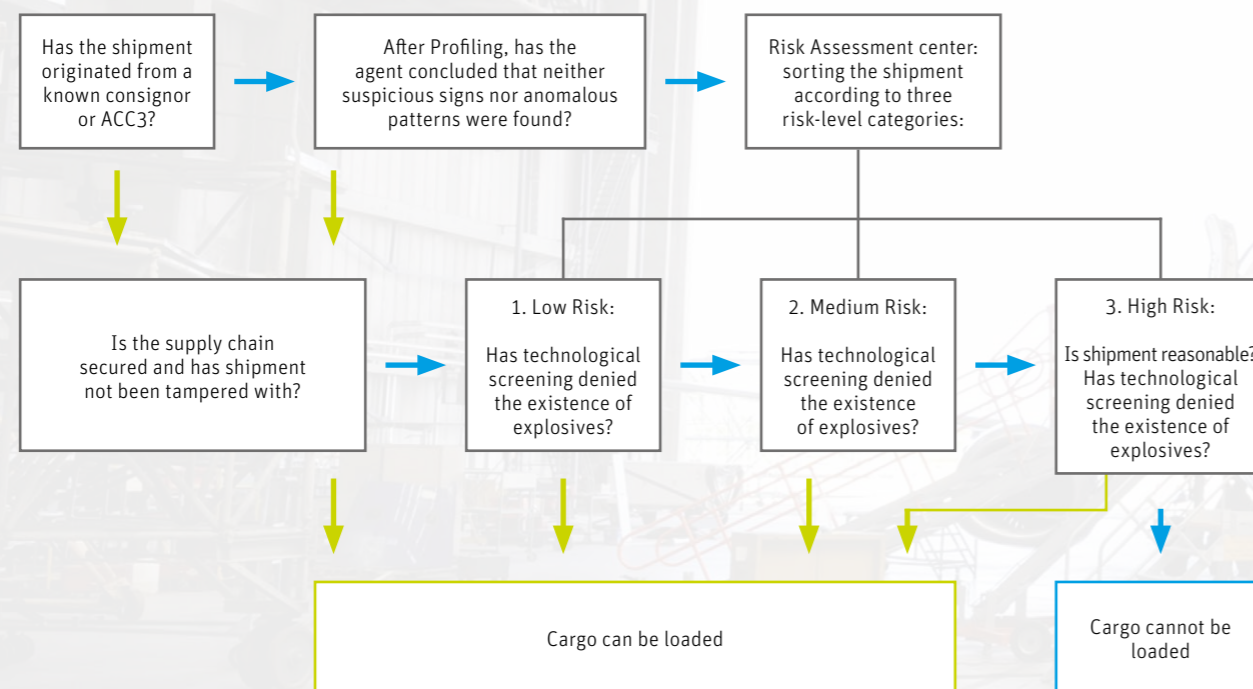 Has the shipment
originated from a
known consignor
or ACC3?
After Profiling, has the
agent concluded that neither
suspicious signs nor anomalous
patterns were found?
Risk Assessment center:
sorting the shipment
according to three
risk-level categories:
Is the supply chain
secured and has shipment
not been tampered with?
1. Low Risk:
Has technological
screening denied
the existence of
explosives?
2. Medium Risk:
Has technological
screening denied
the existence
of explosives?
3. High Risk:
Is shipment reasonable?
Has technological
screening denied
the existence of
explosives?
Cargo can be loaded
Cargo cannot be
loaded